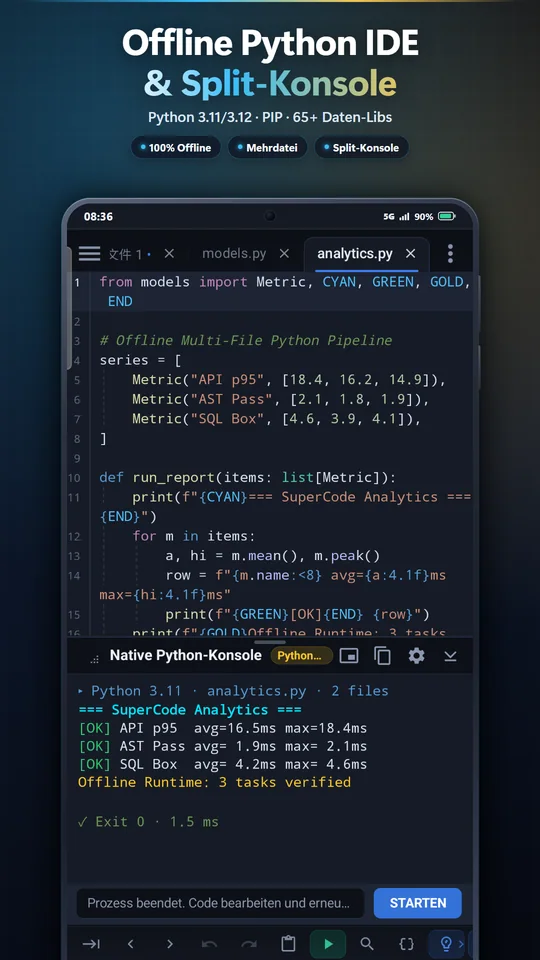 Offline Python IDE
& Split-Konsole
Python 3.11/3.12 · PIP · 65+ Daten-Libs
100% Offline
Mehrdatei
Split-Konsole
08:36
5G
90%
文件 1
models.py
analytics.py
1 from models import Metric, CYAN, GREEN, GOLD,
END
2
3 # Offline Multi-File Python Pipeline
4 series = [
5 Metric("API p95", [18.4, 16.2, 14.9]),
6 Metric("AST Pass", [2.1, 1.8, 1.9]),
7 Metric("SQL Box", [4.6, 3.9, 4.1]),
8 ]
9
10 def run_report(items: list[Metric]):
11 print(f"{CYAN}=== SuperCode Analytics ===
{END}")
12 for m in items:
13 a, hi = m.mean(), m.peak()
14 row = f"{m.name:<8} avg={a:4.1f}ms
max={hi:4.1f}ms"
15 print(f"{GREEN}[OK]{END} {row}")
16 print(f"{GOLD}Offline Runtime: 3 tasks
Native Python-Konsole
Python...
▸ Python 3.11 · analytics.py · 2 files
=== SuperCode Analytics ===
[OK] API p95 avg=16.5ms max=18.4ms
[OK] AST Pass avg= 1.9ms max= 2.1ms
[OK] SQL Box avg= 4.2ms max= 4.6ms
Offline Runtime: 3 tasks verified
✓ Exit 0 · 1.5 ms
Prozess beendet. Code bearbeiten und erneu...
STARTEN